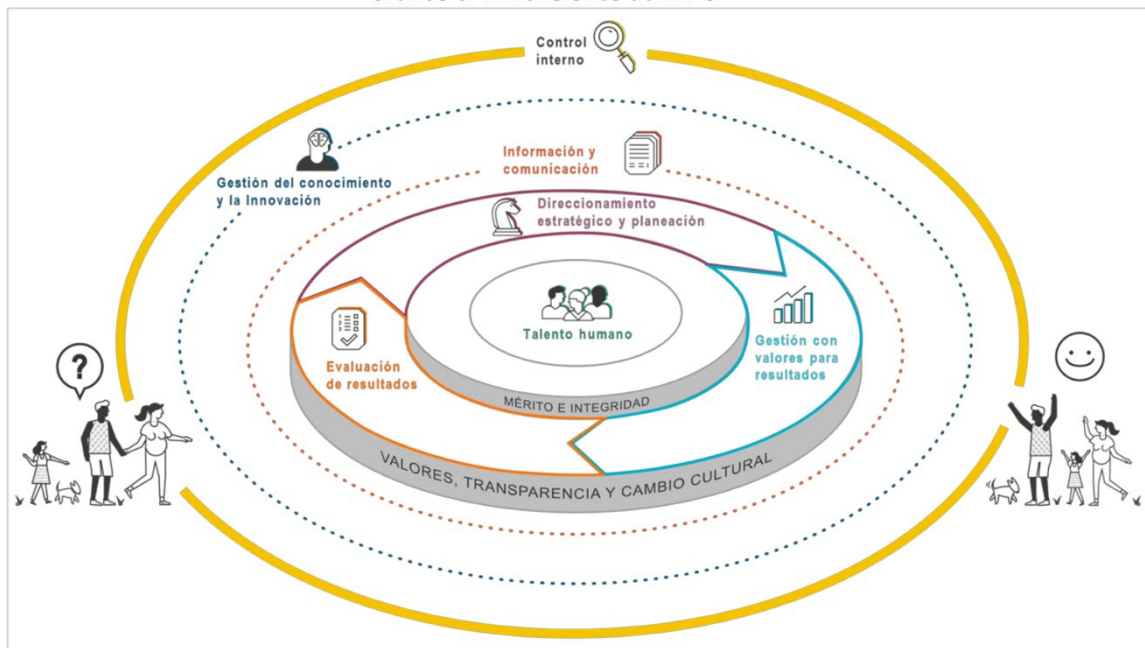 Control
interno
Información y
comunicación
Gestión del conocimiento
y la Innovación
Direccionamiento
estratégico y planeación
Talento humano
Gestión con
valores para
resultados
Evaluación
de resultados
MÉRITO E INTEGRIDAD
VALORES, TRANSPARENCIA Y CAMBIO CULTURAL
?